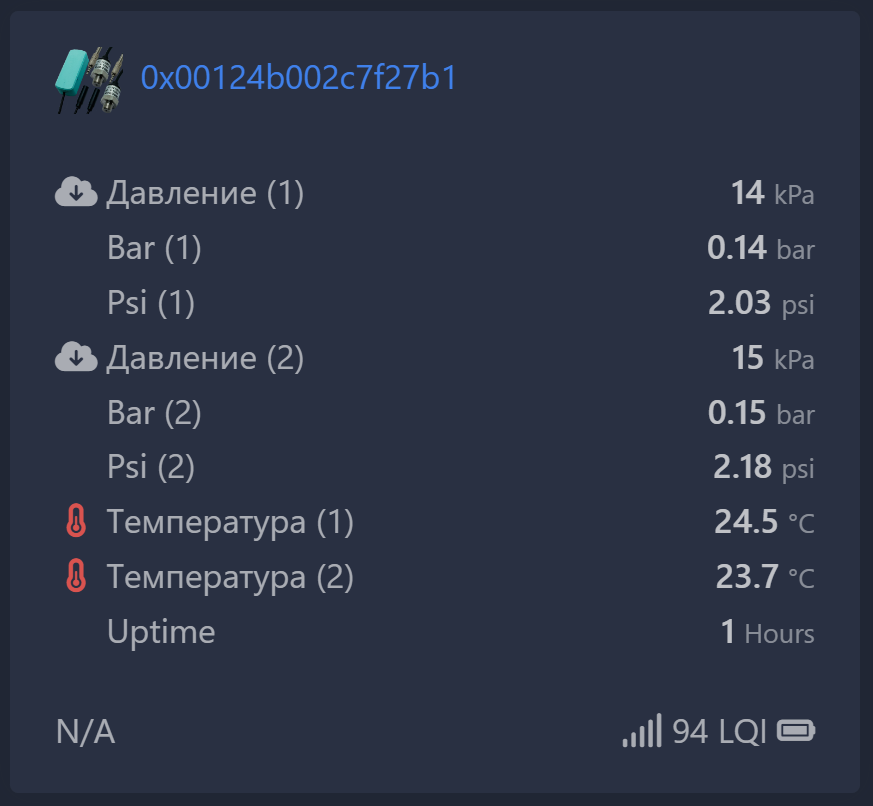 0x00124b002c7f27b1
Давление (1) 14 kPa
Bar (1) 0.14 bar
Psi (1) 2.03 psi
Давление (2) 15 kPa
Bar (2) 0.15 bar
Psi (2) 2.18 psi
Температура (1) 24.5 °C
Температура (2) 23.7 °C
Uptime 1 Hours
N/A 94 LQI